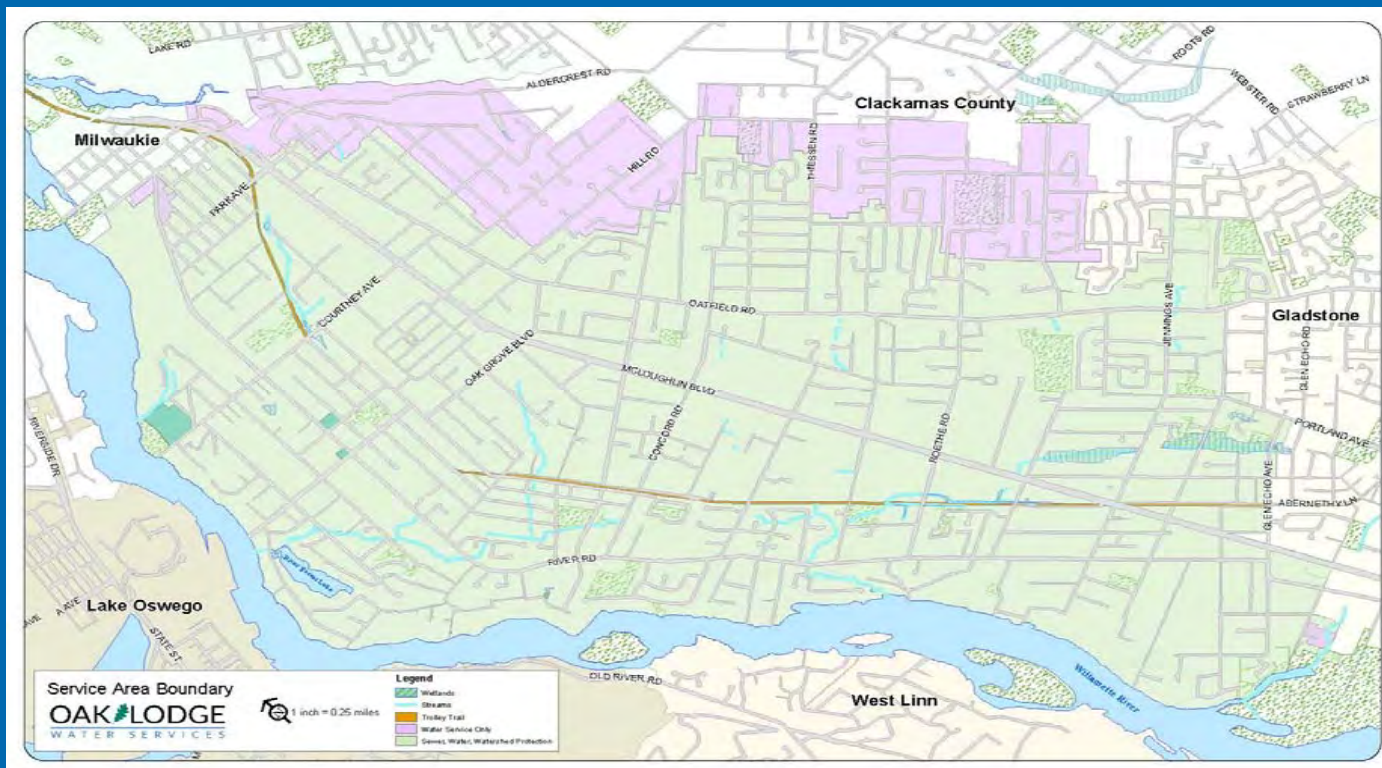 LAKE RD
ALDERCREST RD
ROOTS RD
WEBSTER RD
STRAWBERRY LN
Clackamas County
Milwaukie
THIESSEN RD
HILL RD
PARK AVE
COURTNEY AVE
OATFIELD RD
JENNINGS AVE
Gladstone
GLEN ECHO RD
OAK GROVE BLVD
MCLOUGHLIN BLVD
CONCORD RD
ROETHE RD
PORTLAND AVE
RIVERSIDE DR
GLEN ECHO AVE
ABERNETHY LN
RIVER RD
Lake Oswego
A AVE
AVE
STATE ST
OLD RIVER RD
West Linn
Willamette River
Service Area Boundary
OAK LODGE
WATER SERVICES
1 inch = 0.25 miles
Legend
Wetlands
Streams
Trolley Trail
Water Service Only
Sewer, Water, Watershed Protection